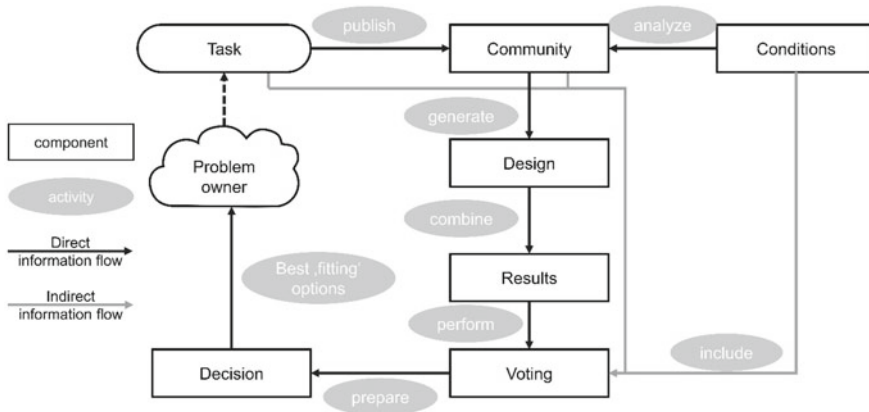 Task
publish
Community
analyze
Conditions
generate
component
Problem
owner
Design
activity
combine
Direct
information flow
Best ‚fitting‘
options
Results
Indirect
information flow
perform
include
Decision
Voting
prepare